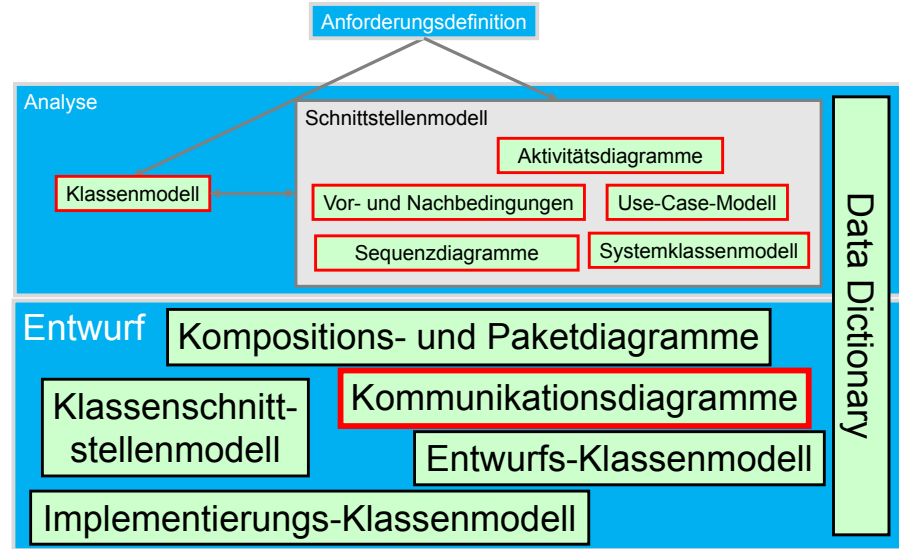 Anforderungsdefinition
Analyse
Schnittstellenmodell
Aktivitätsdiagramme
Klassenmodell
Vor- und Nachbedingungen
Use-Case-Modell
Sequenzdiagramme
Systemklassenmodell
Data Dictionary
Entwurf
Kompositions- und Paketdiagramme
Kommunikationsdiagramme
Klassenschnitt-
stellenmodell
Entwurfs-Klassenmodell
Implementierungs-Klassenmodell